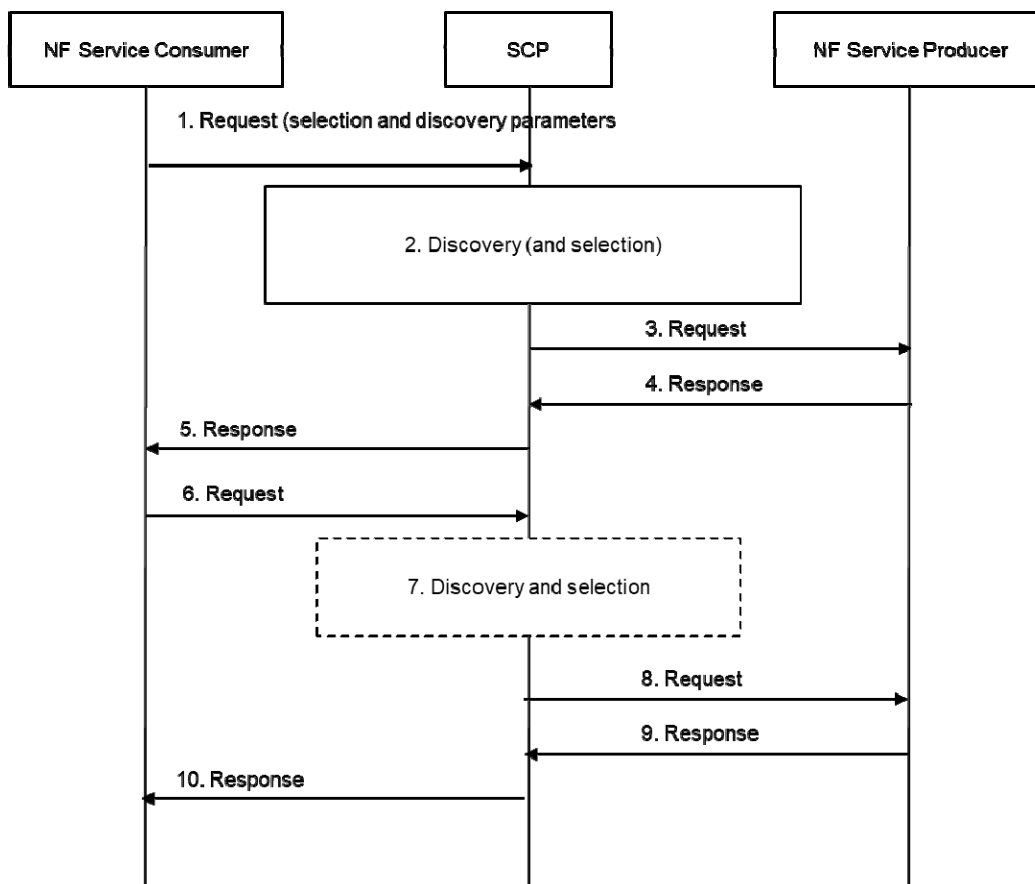 NF Service Consumer
SCP
NF Service Producer
1. Request (selection and discovery parameters
2. Discovery (and selection)
3. Request
4. Response
5. Response
6. Request
7. Discovery and selection
8. Request
9. Response
10. Response